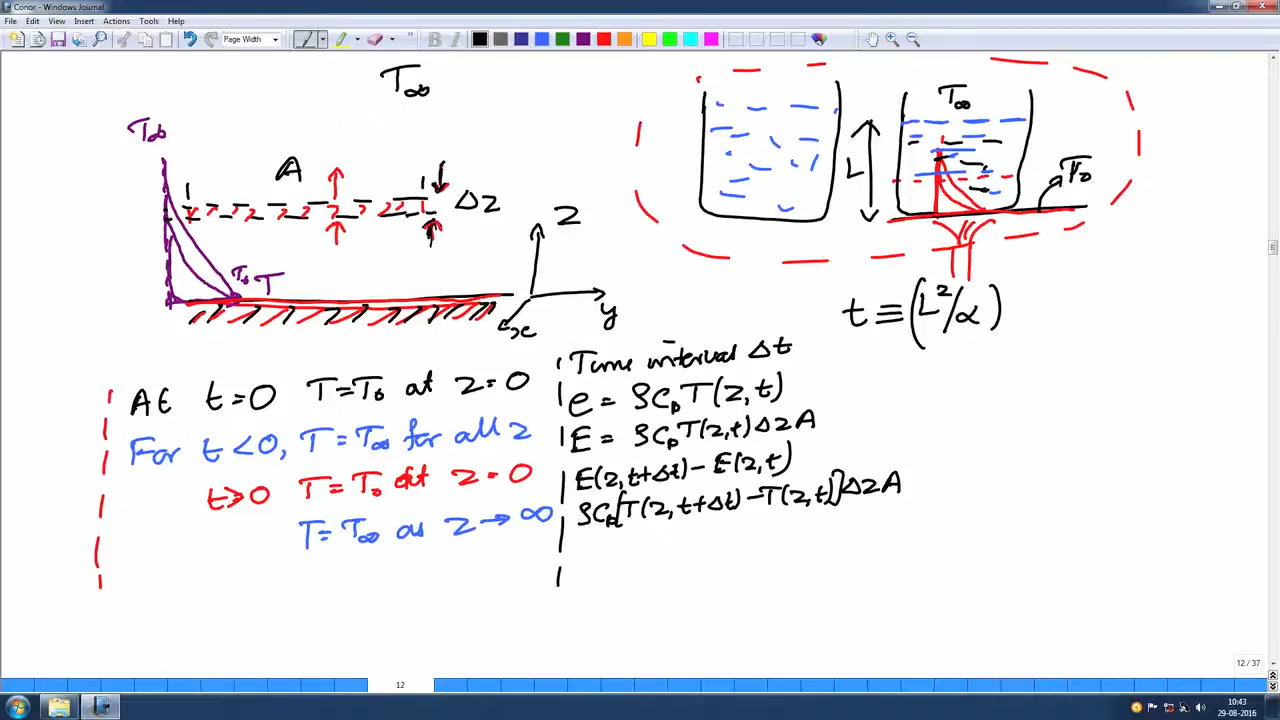 Conor - Windows Journal
File Edit View Insert Actions Tools Help
Page Width
B I
T∞
T∞
A
ΔZ
Z
T₀ T
y
x
T∞
L
T₀
t ≡ (L²/α)
At t=0 T=T₀ at z=0
For t<0, T=T∞ for all z
t≥0 T=T₀ at z=0
T=T∞ as z→∞
Time interval Δt
e = ρCₚT(z,t)
E = ρCₚT(z,t)ΔzA
E(z,t+Δt)-E(z,t)
ρCₚ[T(z,t+Δt)-T(z,t)]ΔzA
12 / 37
12
10:43
29-08-2016